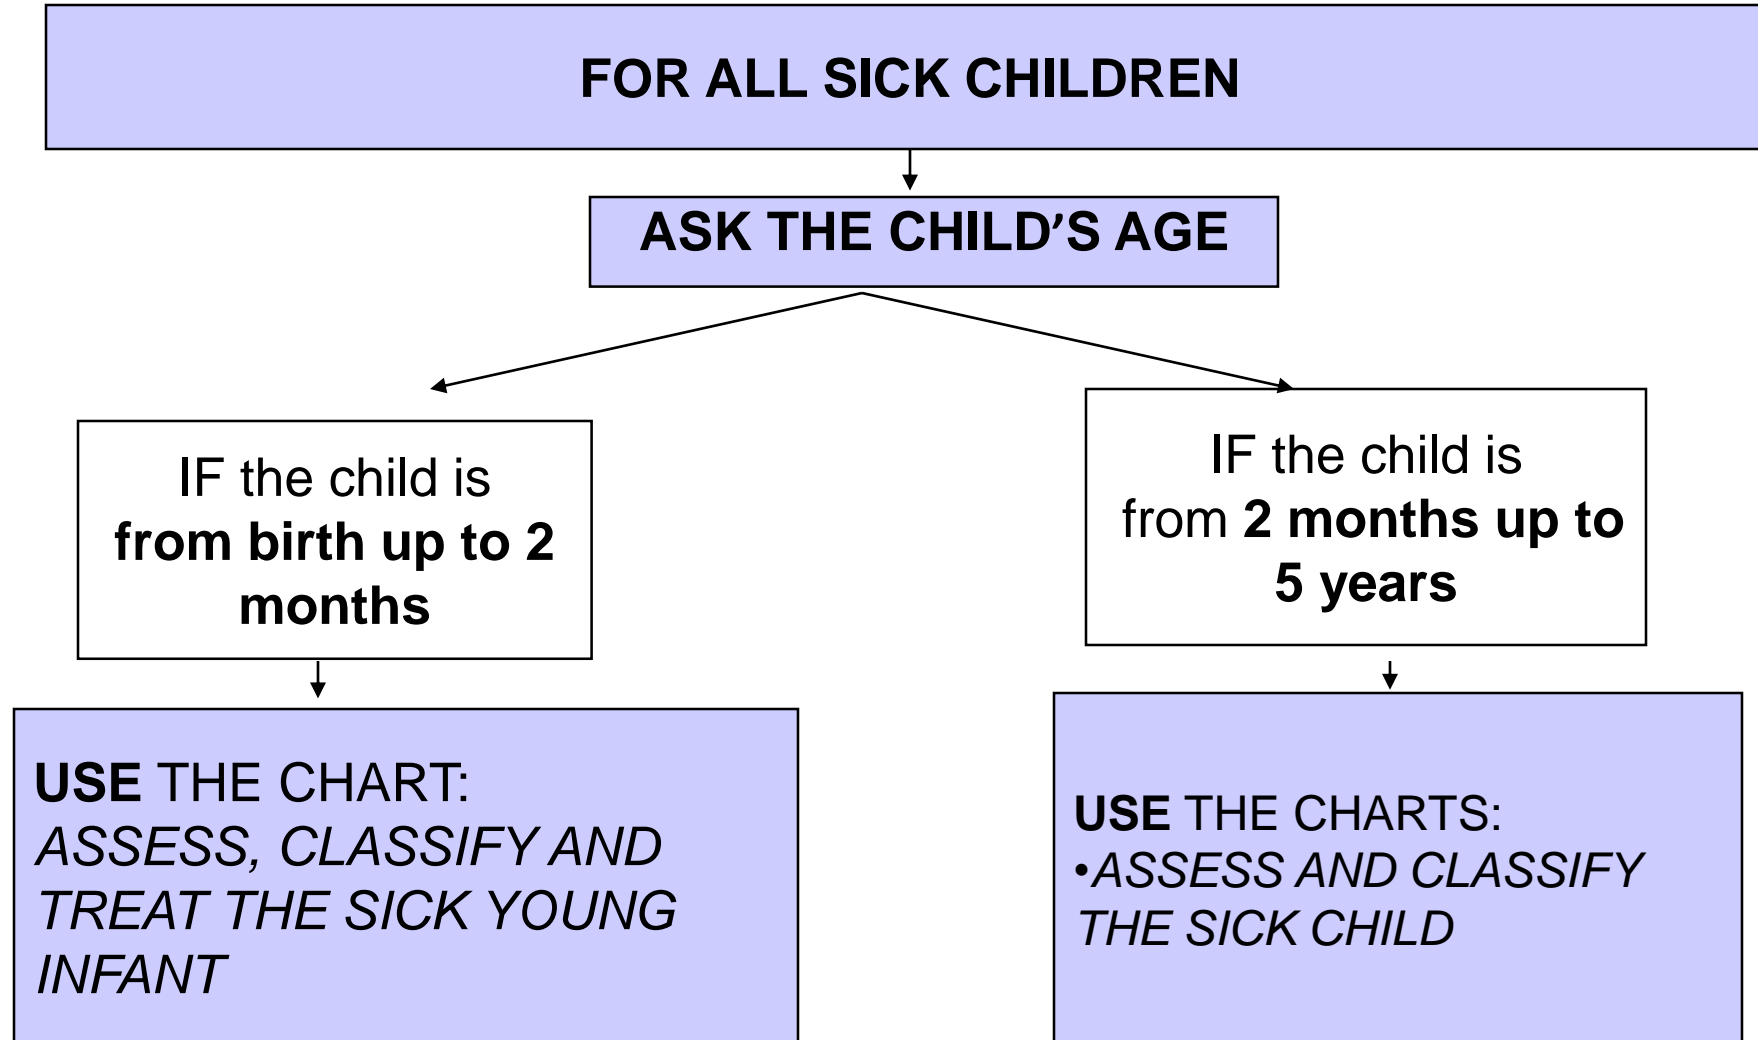 FOR ALL SICK CHILDREN
ASK THE CHILD’S AGE
IF the child is
from birth up to 2
months
IF the child is
from 2 months up to
5 years
USE THE CHART:
ASSESS, CLASSIFY AND
TREAT THE SICK YOUNG
INFANT
USE THE CHARTS:
•ASSESS AND CLASSIFY
THE SICK CHILD